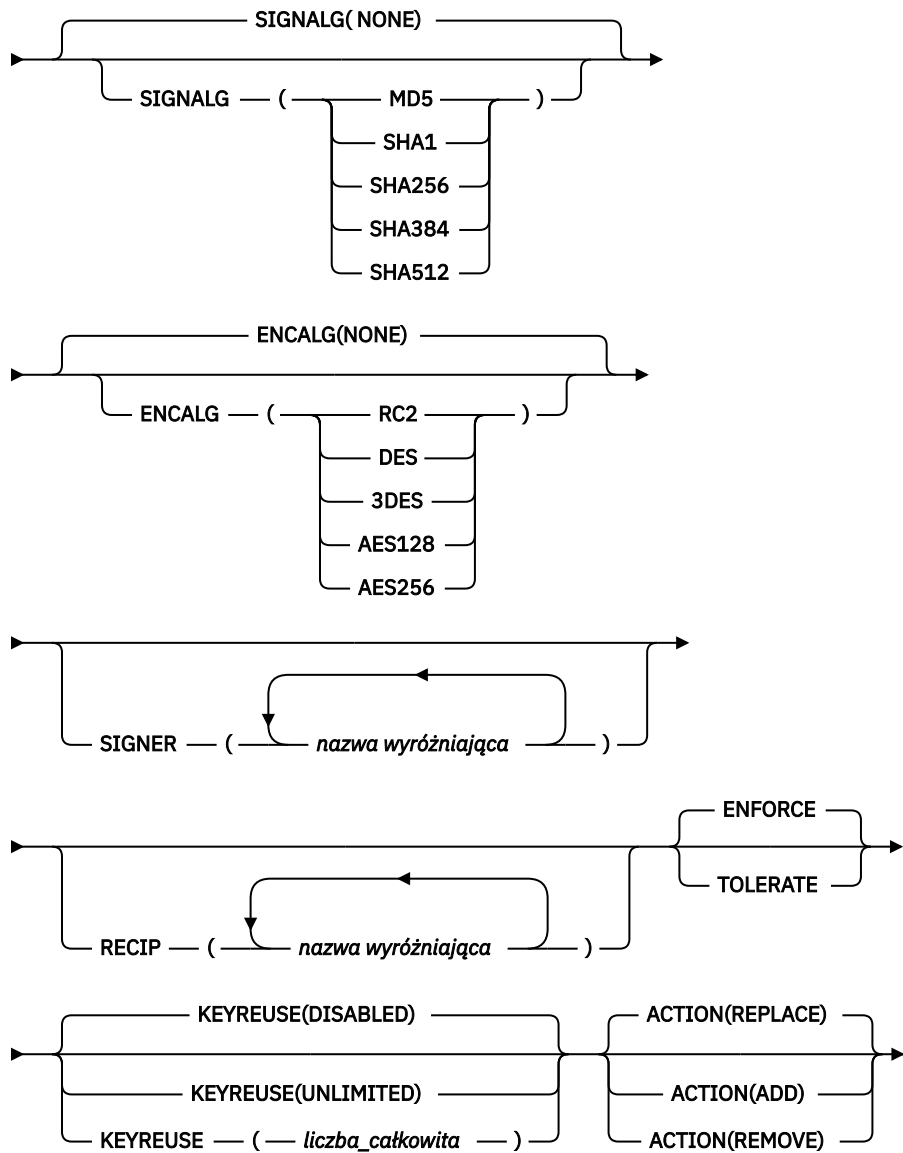 SIGNALG( NONE)
SIGNALG ( MD5 )
SHA1
SHA256
SHA384
SHA512
ENCALG(NONE)
ENCALG ( RC2 )
DES
3DES
AES128
AES256
SIGNER ( nazwa wyróżniająca )
ENFORCE
TOLERATE
RECIP ( nazwa wyróżniająca )
KEYREUSE(DISABLED) ACTION(REPLACE)
KEYREUSE(UNLIMITED) ACTION(ADD)
KEYREUSE ( liczba_całkowita ) ACTION(REMOVE)